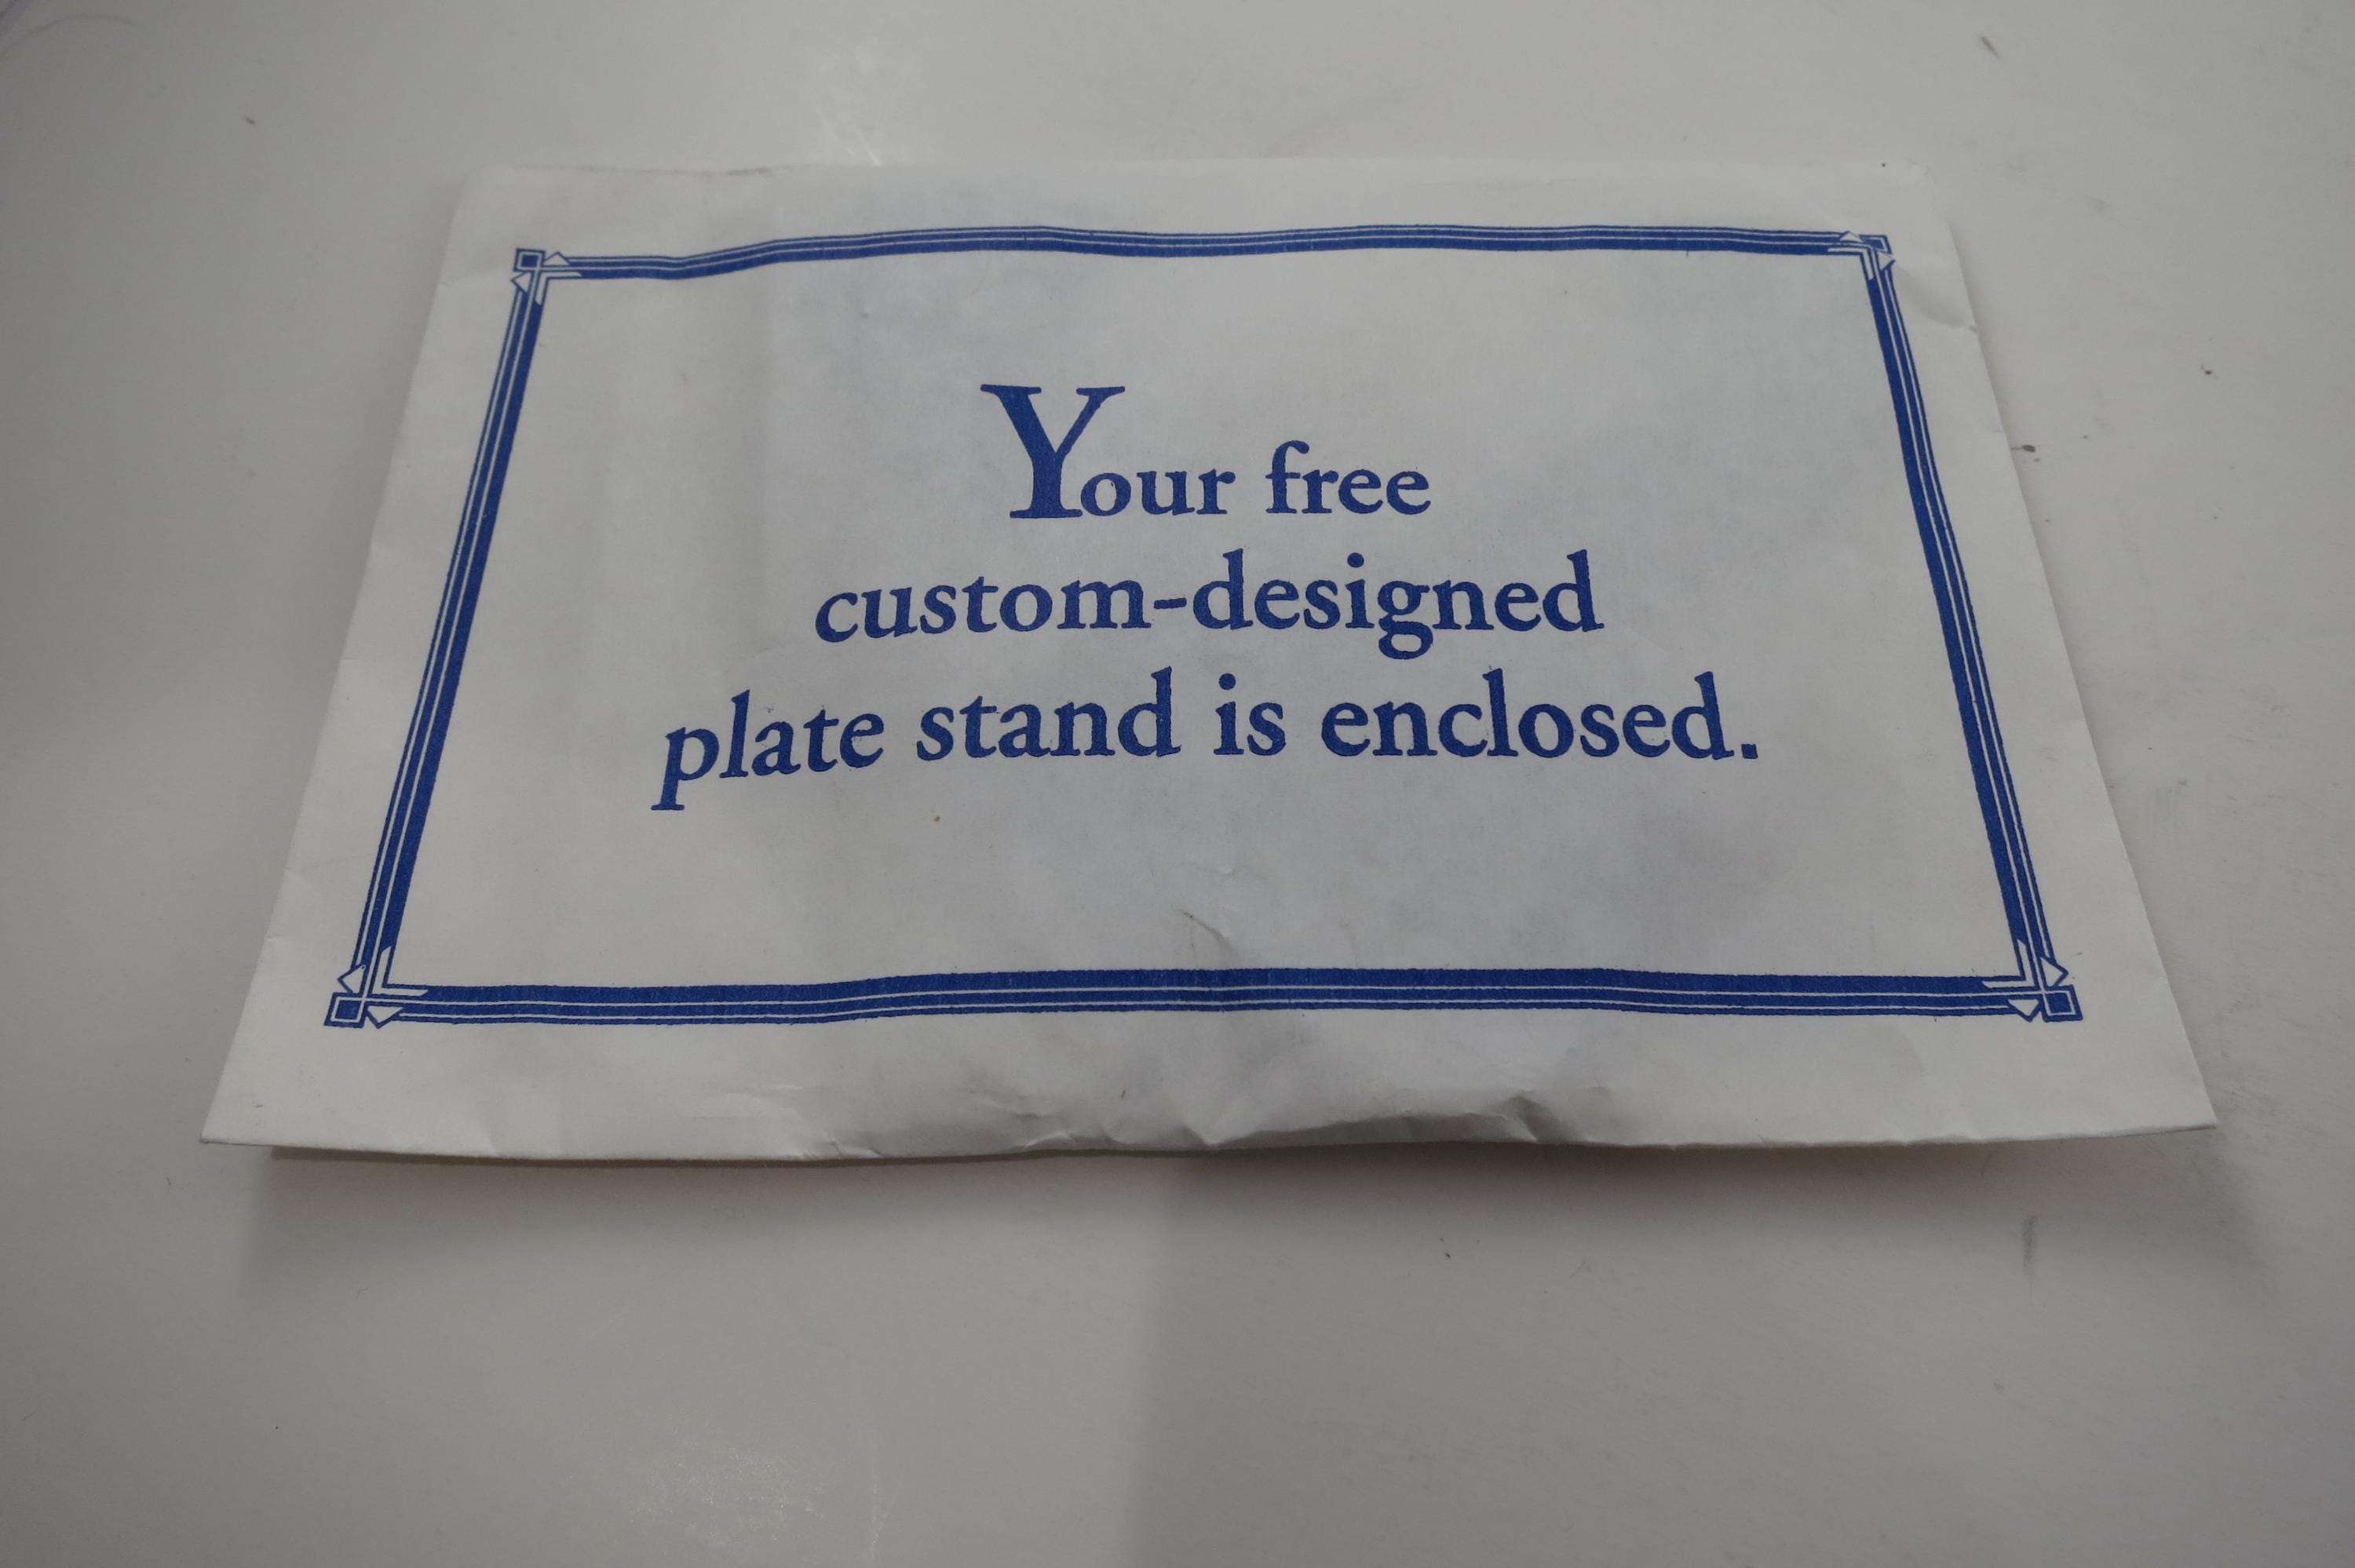 Your free
custom-designed
plate stand is enclosed.